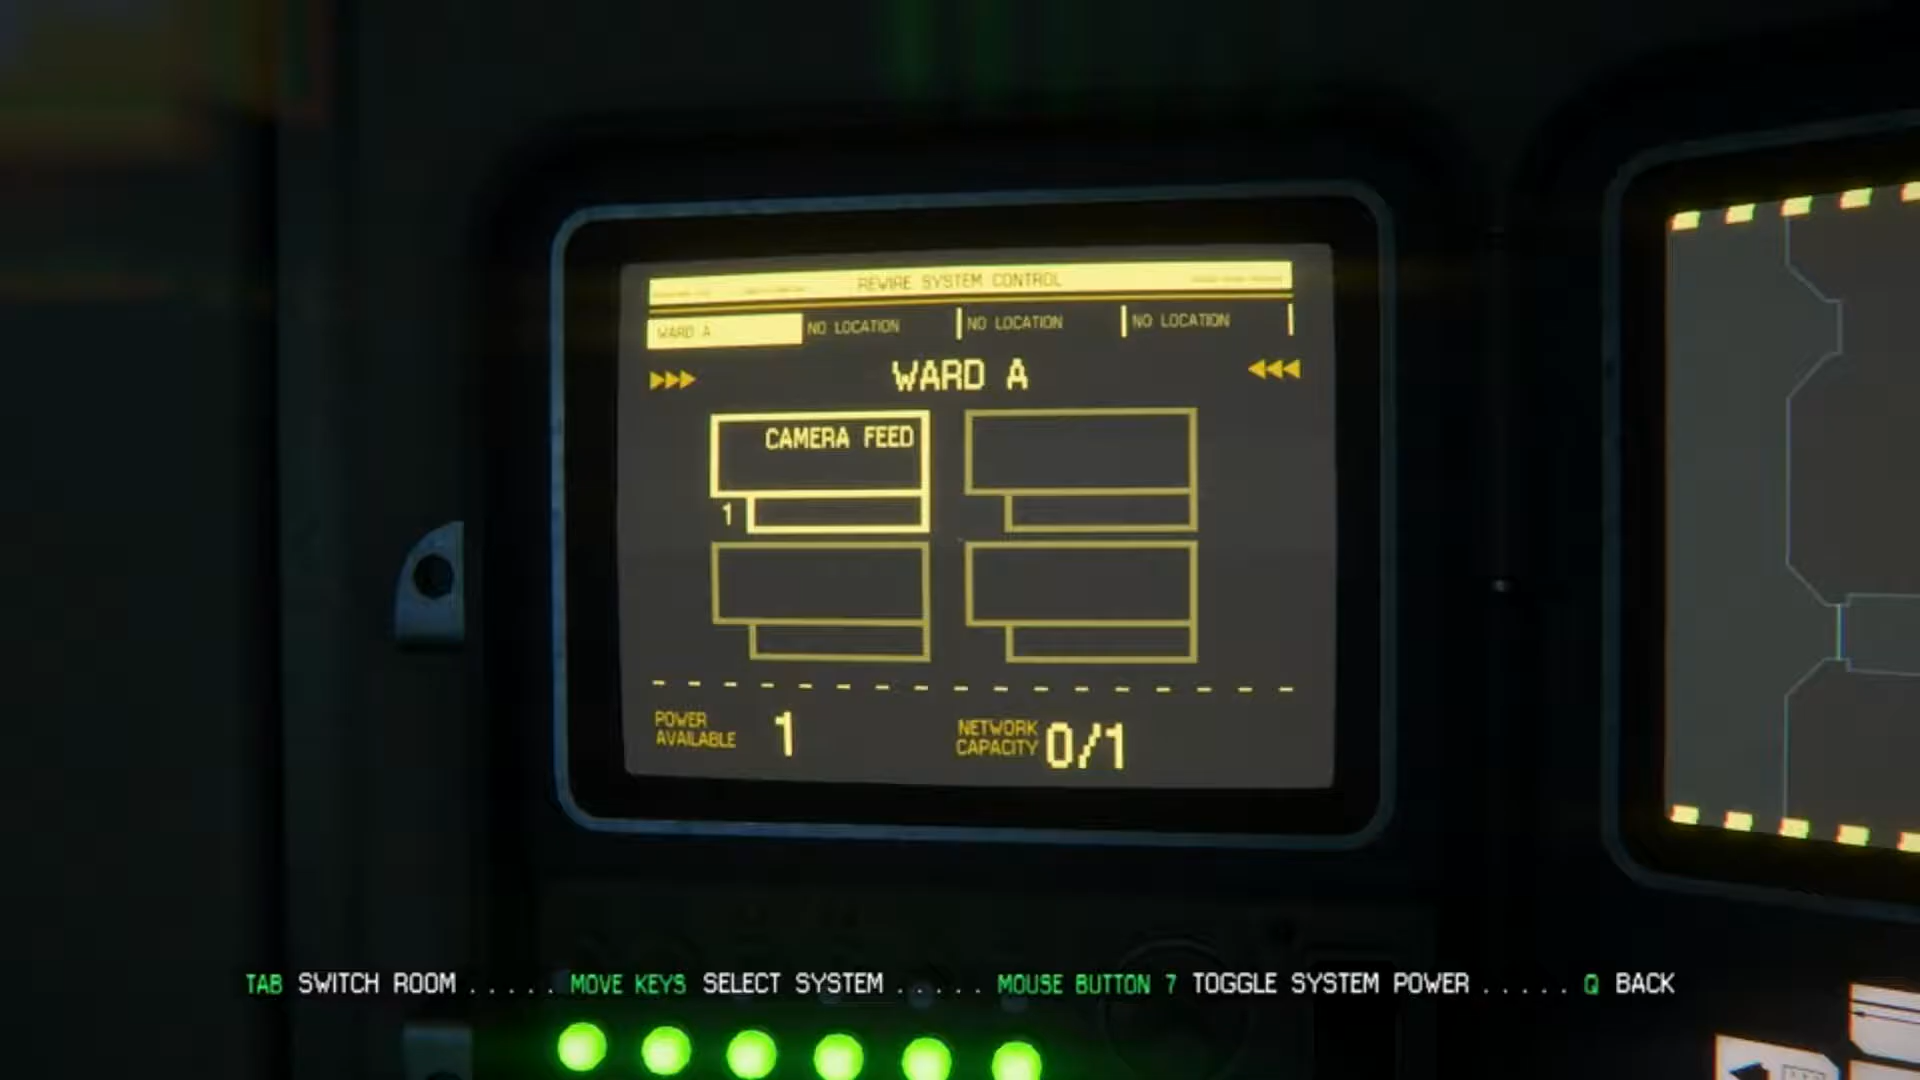 REWIRE SYSTEM CONTROL
WARD A NO LOCATION NO LOCATION NO LOCATION
WARD A
CAMERA FEED
1
POWER AVAILABLE 1
NETWORK CAPACITY 0/1
TAB SWITCH ROOM ..... MOVE KEYS SELECT SYSTEM ..... MOUSE BUTTON 7 TOGGLE SYSTEM POWER ..... Q BACK